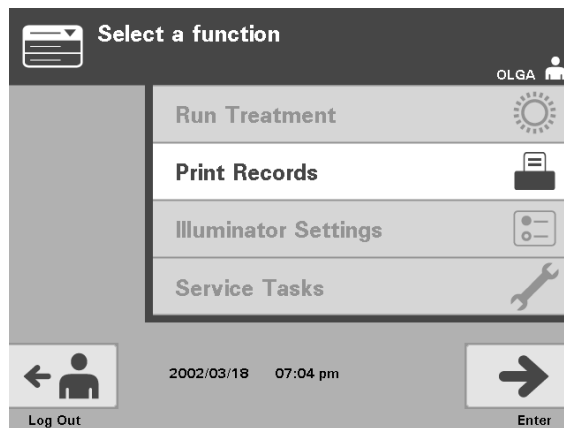 Select a function
OLGA
Run Treatment
Print Records
Illuminator Settings
Service Tasks
2002/03/18 07:04 pm
Log Out
Enter